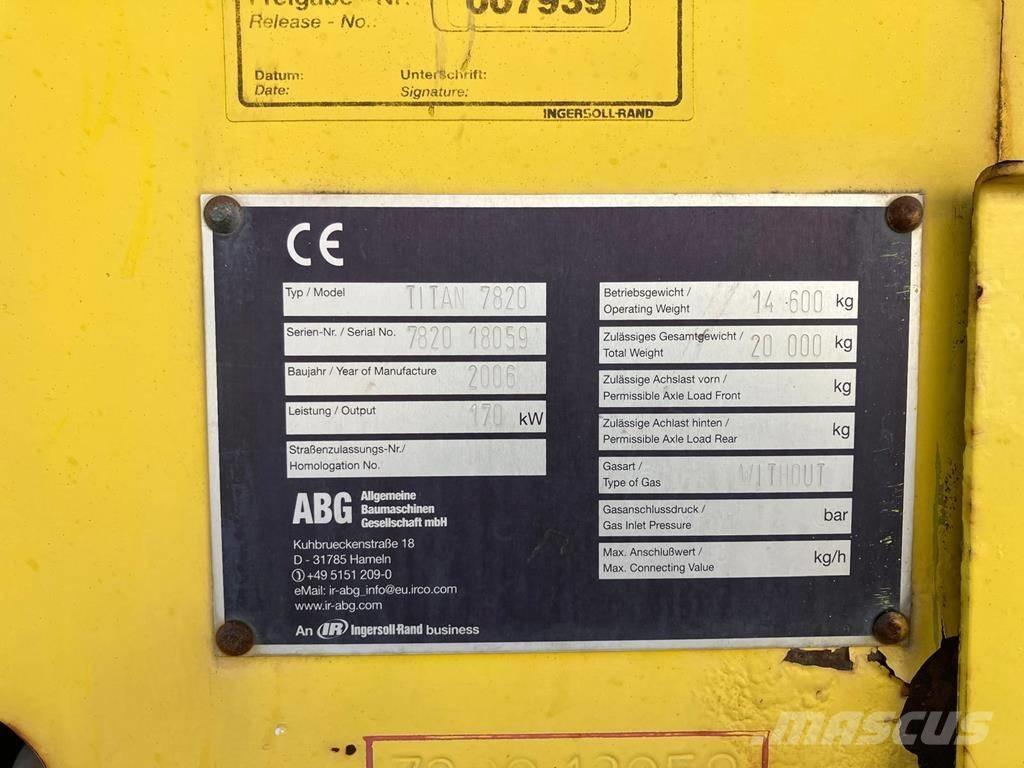 Freigabe - Nr.
Release - No.:
007939
Datum:
Date:
Unterschrift:
Signature:
INGERSOLL-RAND
CE
Typ / Model TITAN 7820
Serien-Nr. / Serial No. 7820 18059
Baujahr / Year of Manufacture 2006
Leistung / Output 170 kW
Straßenzulassungs-Nr./
Homologation No.
ABG Allgemeine
Baumaschinen
Gesellschaft mbH
Kuhbrueckenstraße 18
D - 31785 Hameln
+49 5151 209-0
eMail: ir-abg_info@eu.irco.com
www.ir-abg.com
An IR Ingersoll-Rand business
Betriebsgewicht /
Operating Weight 14 600 kg
Zulässiges Gesamtgewicht /
Total Weight 20 000 kg
Zulässige Achslast vorn /
Permissible Axle Load Front kg
Zulässige Achlast hinten /
Permissible Axle Load Rear kg
Gasart /
Type of Gas WITHOUT
Gasanschlussdruck /
Gas Inlet Pressure bar
Max. Anschlußwert /
Max. Connecting Value kg/h
MASCUS